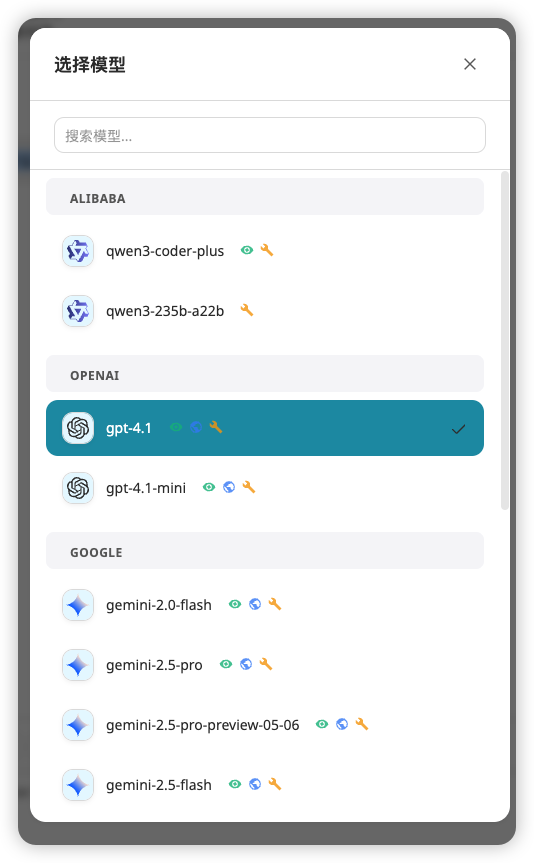 选择模型
搜索模型...
ALIBABA
qwen3-coder-plus
qwen3-235b-a22b
OPENAI
gpt-4.1
gpt-4.1-mini
GOOGLE
gemini-2.0-flash
gemini-2.5-pro
gemini-2.5-pro-preview-05-06
gemini-2.5-flash